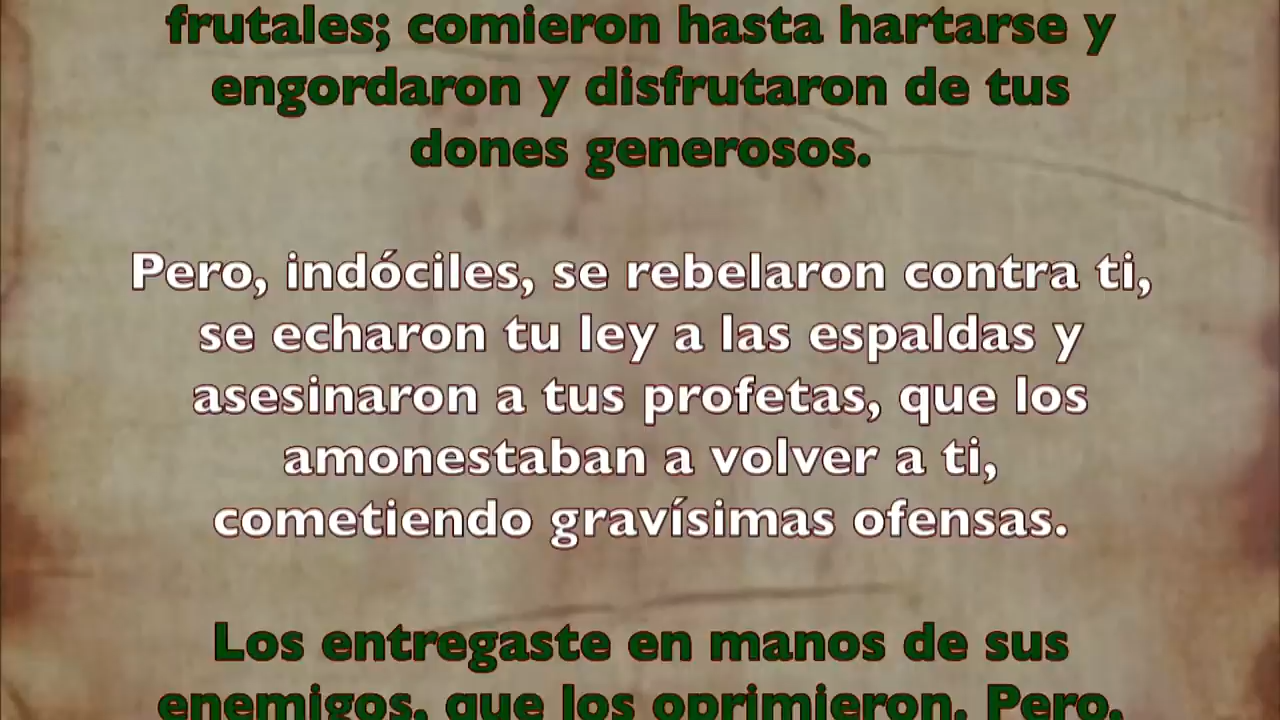 frutales; comieron hasta hartarse y
engordaron y disfrutaron de tus
dones generosos.
Pero, indóciles, se rebelaron contra ti,
se echaron tu ley a las espaldas y
asesinaron a tus profetas, que los
amonestaban a volver a ti,
cometiendo gravísimas ofensas.
Los entregaste en manos de sus
enemigos, que los oprimieron. Pero,